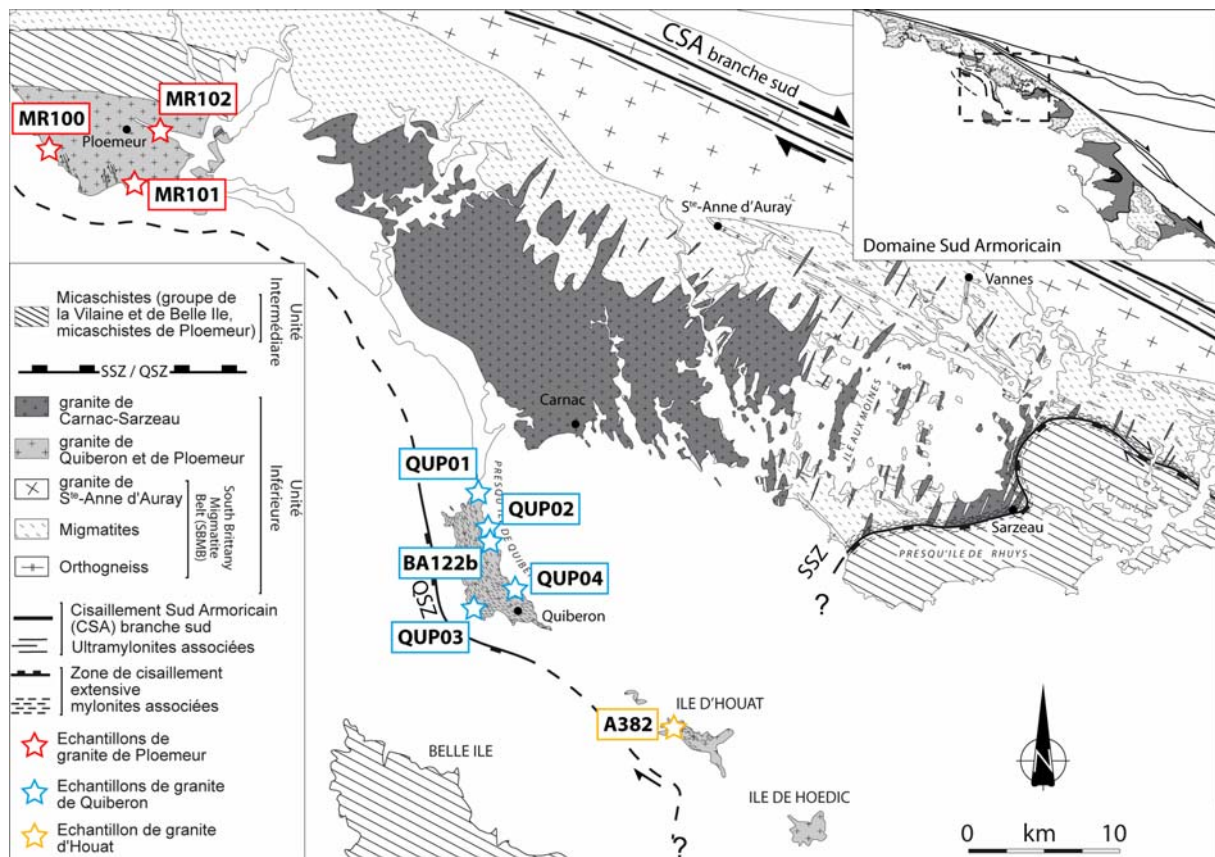 CSA branche sud
Domaine Sud Armoricain
MR100
MR102
Ploemeur
MR101
Ste-Anne d'Auray
Vannes
Carnac
ILE AUX MOINES
QUP01
QUP02
PRESQU'
DE QUIBE
BA122b
QUP04
QSZ
QUP03
Quiberon
SSZ
?
Sarzeau
PRESQU'ILE DE RHUYS
A382
ILE D'HOUAT
BELLE ILE
ILE DE HOEDIC
?
N
0 km 10
Micaschistes (groupe de
la Vilaine et de Belle Ile,
micaschistes de Ploemeur)
Unité
Intermédiare
SSZ / QSZ
granite de
Carnac-Sarzeau
granite de
Quiberon et de Ploemeur
granite de
Ste-Anne d'Auray
Migmatites
Orthogneiss
South Brittany
Migmatite
Belt (SBMB)
Unité
Inférieure
Cisaillement Sud Armoricain
(CSA) branche sud
Ultramylonites associées
Zone de cisaillement
extensive
mylonites associées
Echantillons de
granite de Ploemeur
Echantillons de granite
de Quiberon
Echantillon de granite
d'Houat